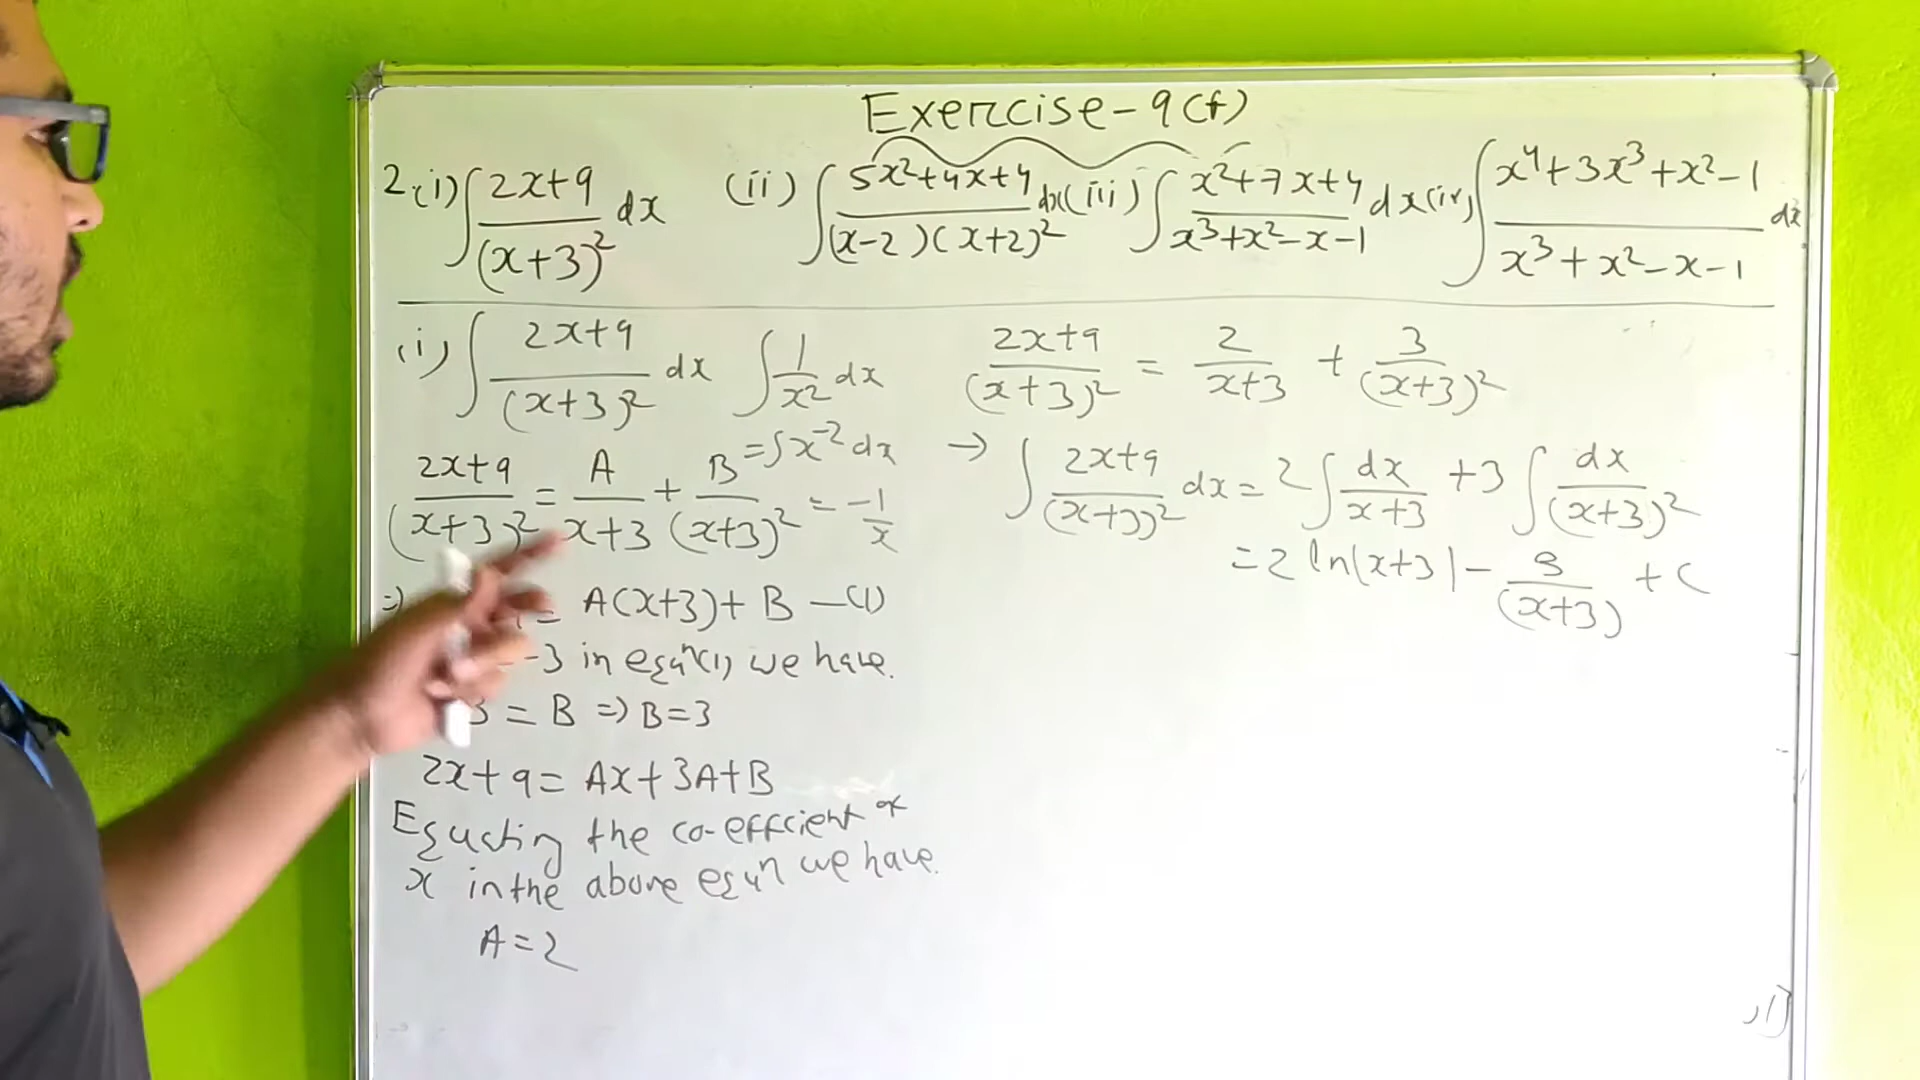 Exercise-9(f)
2(i) ∫ (2x+9)/(x+3)² dx (ii) ∫ (5x²+4x+4)/((x-2)(x+2)²) dx (iii) ∫ (x²+7x+4)/(x³+x²-x-1) dx (iv) ∫ (x⁴+3x³+x²-1)/(x³+x²-x-1) dx
(i) ∫ (2x+9)/(x+3)² dx
(2x+9)/(x+3)² = A/(x+3) + B/(x+3)²
= A(x+3)+B —(1)
-3 in eqⁿ(1) we have.
3 = B => B=3
2x+9 = Ax+3A+B
Equating the co-efficient of
x in the above eqⁿ we have.
A=2
∫ 1/x² dx
=∫x⁻² dx
= -1/x
(2x+9)/(x+3)² = 2/(x+3) + 3/(x+3)²
→ ∫ (2x+9)/(x+3)² dx = 2∫ dx/(x+3) +3 ∫ dx/(x+3)²
=2 ln|x+3| - 3/(x+3) + C